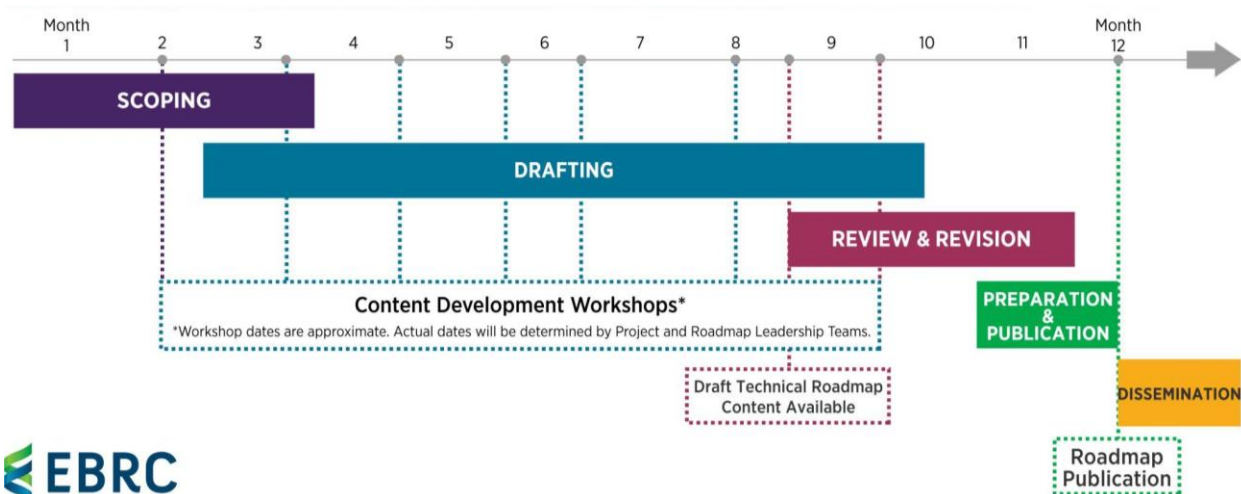 Month Month
1 2 3 4 5 6 7 8 9 10 11 12
SCOPING
DRAFTING
REVIEW & REVISION
Content Development Workshops*
*Workshop dates are approximate. Actual dates will be determined by Project and Roadmap Leadership Teams.
PREPARATION
&
PUBLICATION
Draft Technical Roadmap
Content Available
DISSEMINATION
Roadmap
Publication
EBRC